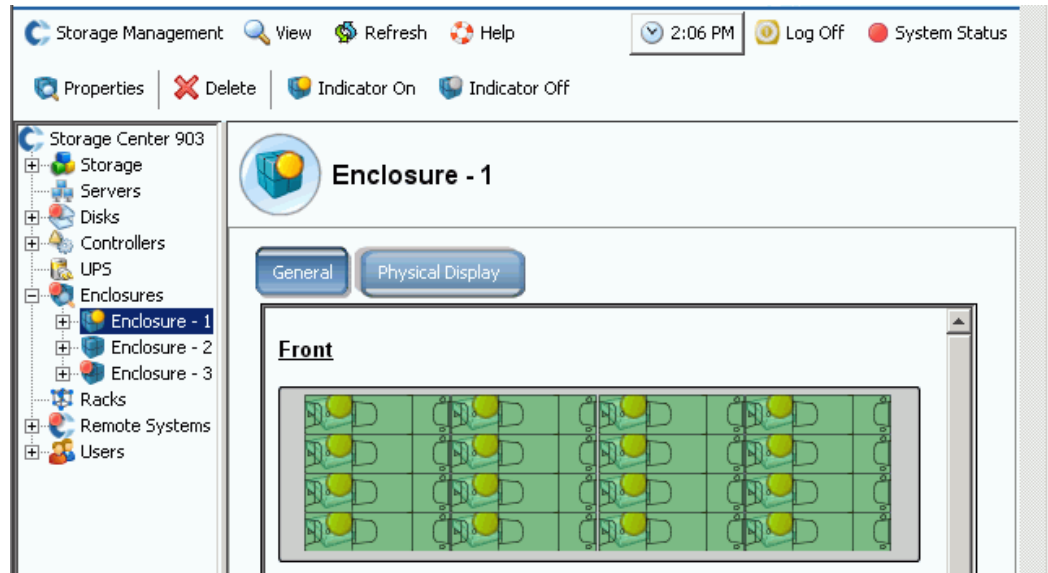 Storage Management View Refresh Help 2:06 PM Log Off System Status
Properties Delete Indicator On Indicator Off
Storage Center 903
Storage
Servers
Disks
Controllers
UPS
Enclosures
Enclosure - 1
Enclosure - 2
Enclosure - 3
Racks
Remote Systems
Users
Enclosure - 1
General Physical Display
Front